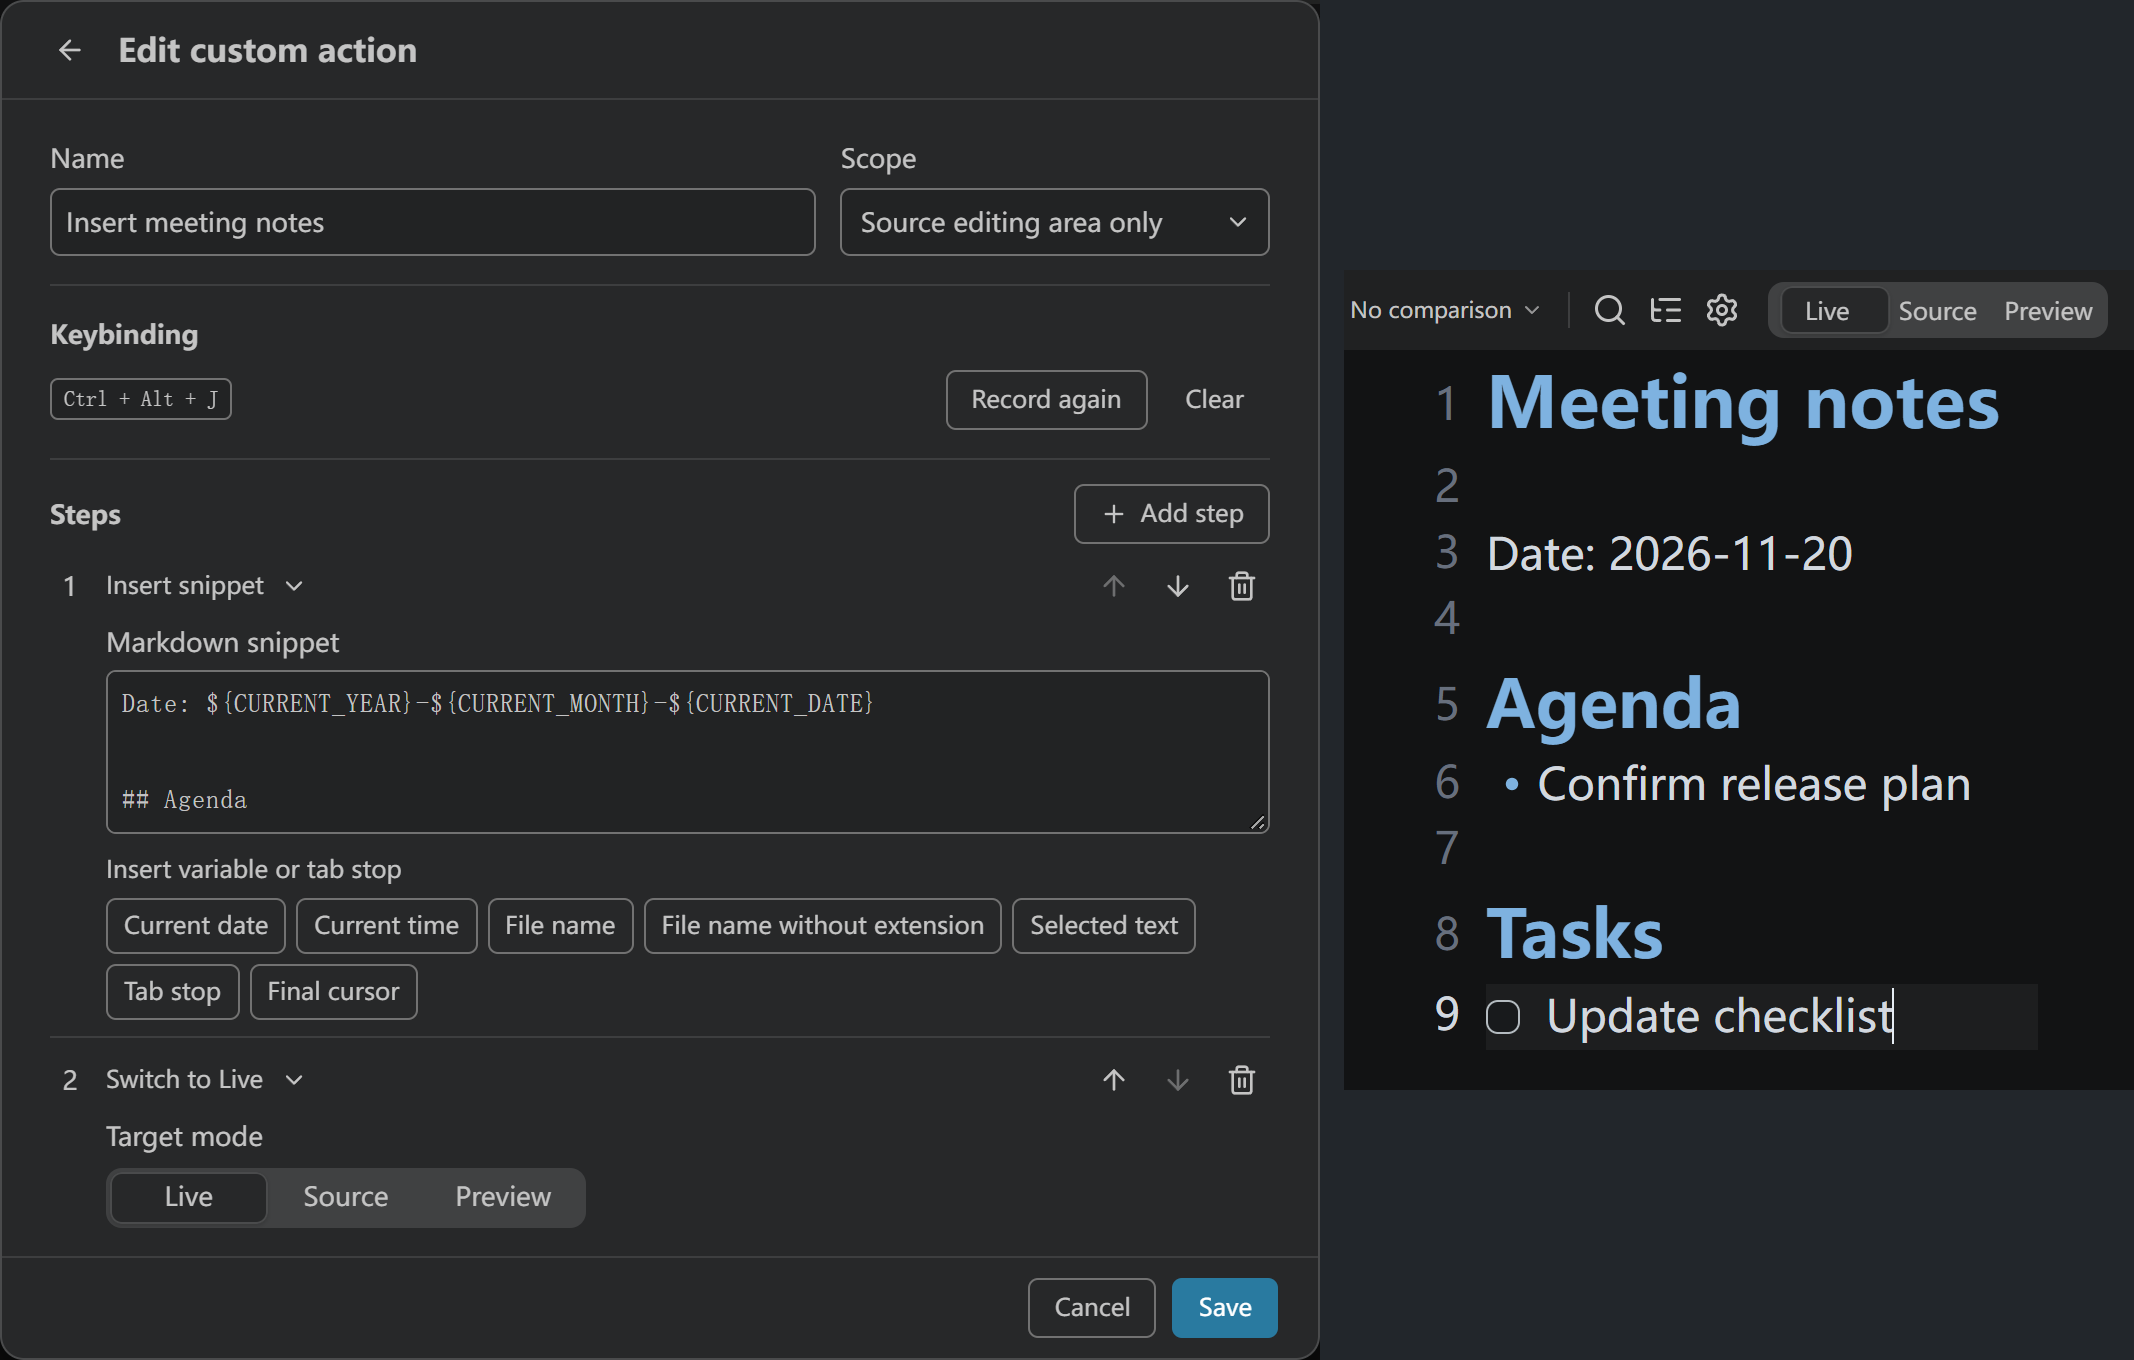 Edit custom action
Name
Scope
Insert meeting notes
Source editing area only
Keybinding
Ctrl + Alt + J
Record again
Clear
Steps
Add step
1 Insert snippet
Markdown snippet
Date: ${CURRENT_YEAR}-${CURRENT_MONTH}-${CURRENT_DATE}
## Agenda
Insert variable or tab stop
Current date
Current time
File name
File name without extension
Selected text
Tab stop
Final cursor
2 Switch to Live
Target mode
Live
Source
Preview
Cancel
Save
No comparison
Live
Source
Preview
1 Meeting notes
2
3 Date: 2026-11-20
4
5 Agenda
6 • Confirm release plan
7
8 Tasks
9 Update checklist